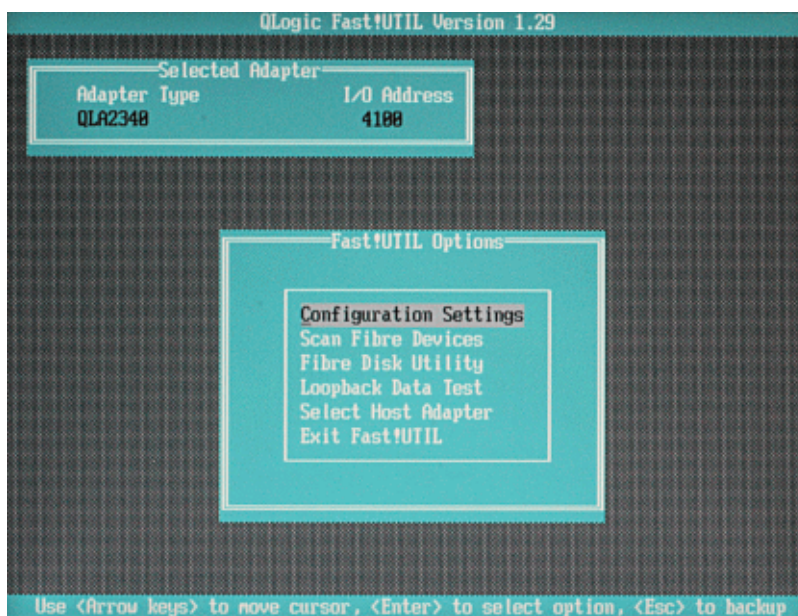 QLogic Fast!UTIL Version 1.29
Selected Adapter
Adapter Type I/O Address
QLA2340 4100
Fast!UTIL Options
Configuration Settings
Scan Fibre Devices
Fibre Disk Utility
Loopback Data Test
Select Host Adapter
Exit Fast!UTIL
Use <Arrow keys> to move cursor, <Enter> to select option, <Esc> to backup